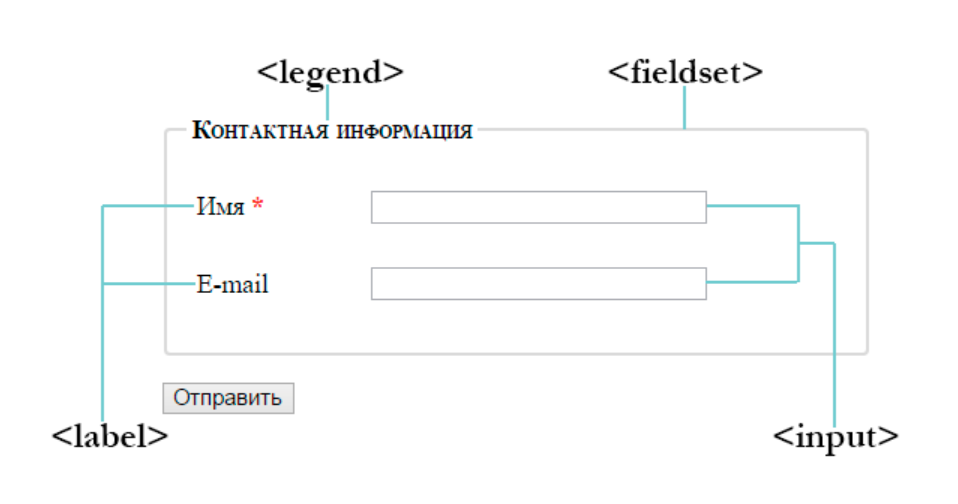 <legend> <fieldset>
Контактная информация
Имя *
E-mail
Отправить
<label> <input>